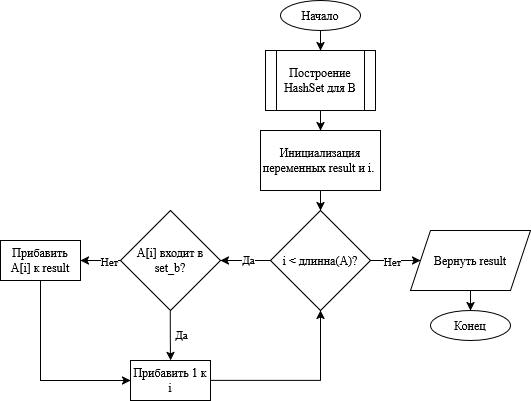 Начало
Построение
HashSet для B
Инициализация
переменных result и i.
Прибавить
A[i] к result
Нет
A[i] входит в
set_b?
Да
i < длинна(A)?
Нет
Вернуть result
Да
Конец
Прибавить 1 к
i